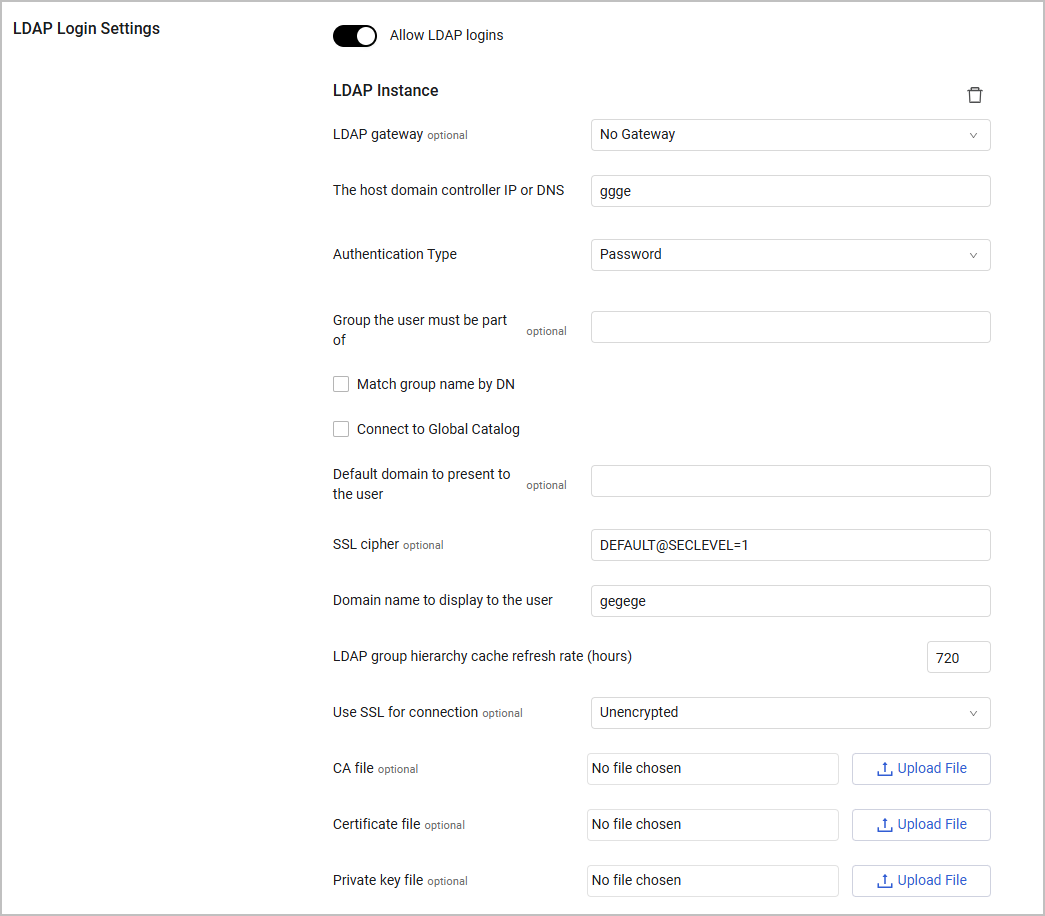 LDAP Login Settings
Allow LDAP logins
LDAP Instance
LDAP gateway optional
No Gateway
The host domain controller IP or DNS
ggge
Authentication Type
Password
Group the user must be part
of
optional
Match group name by DN
Connect to Global Catalog
Default domain to present to
the user
optional
SSL cipher optional
DEFAULT@SECLEVEL=1
Domain name to display to the user
gegege
LDAP group hierarchy cache refresh rate (hours)
720
Use SSL for connection optional
Unencrypted
CA file optional
No file chosen
Upload File
Certificate file optional
No file chosen
Upload File
Private key file optional
No file chosen
Upload File